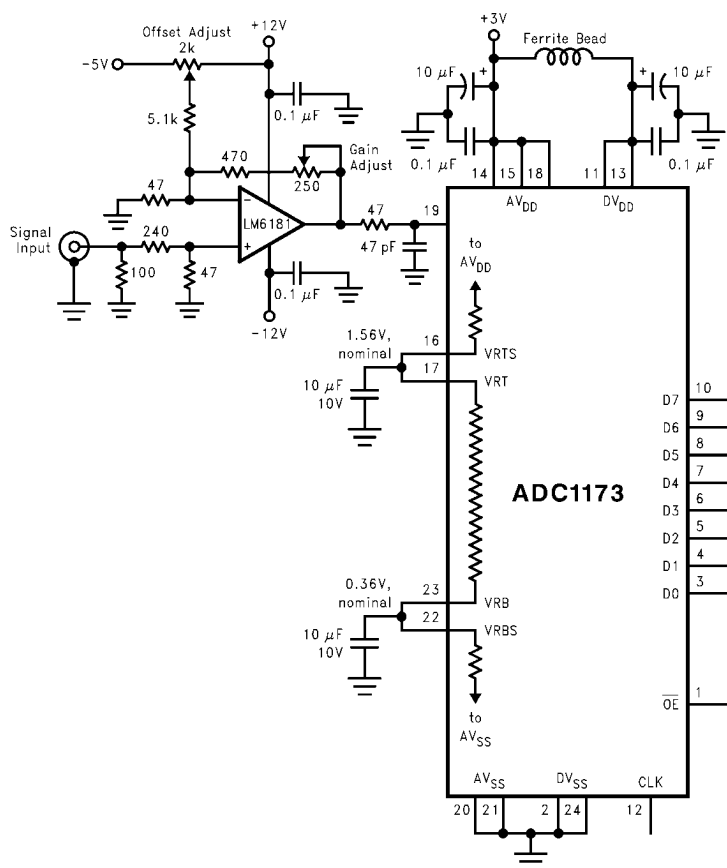 Offset Adjust
2k
-5V
+12V
5.1k
0.1 µF
470
Gain
Adjust
250
47
LM6181
Signal
Input
240
100
47
0.1 µF
-12V
47
47 pF
19
+3V
Ferrite Bead
10 µF
+
+
10 µF
0.1 µF
0.1 µF
14
15
18
11
13
AVDD
DVDD
to
AVDD
1.56V,
nominal
16
VRTS
17
VRT
10 µF
10V
ADC1173
D7
10
D6
9
D5
8
D4
7
D3
6
D2
5
D1
4
D0
3
0.36V,
nominal
23
VRB
22
VRBS
10 µF
10V
to
AVSS
OE
1
AVSS
DVSS
CLK
20
21
2
24
12